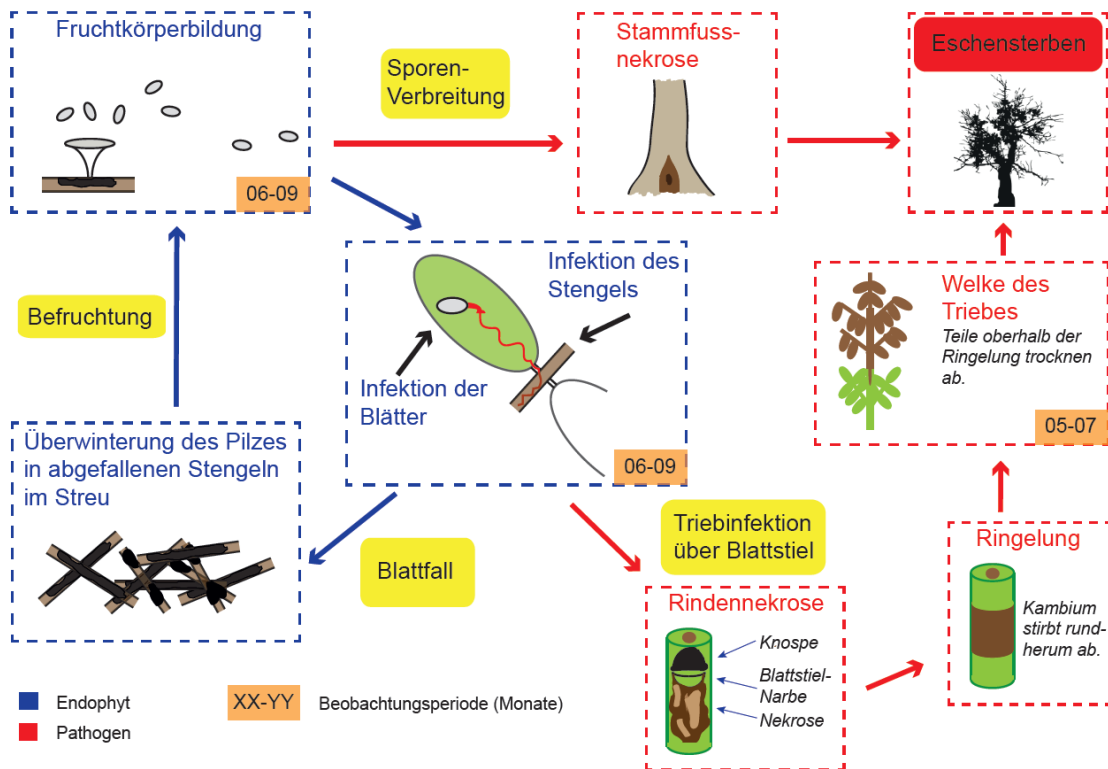 Fruchtkörperbildung
06-09
Sporen-
Verbreitung
Stammfuss-
nekrose
Eschensterben
Befruchtung
Infektion des
Stengels
Infektion der
Blätter
06-09
Welke des
Triebes
Teile oberhalb der
Ringelung trocknen
ab.
05-07
Überwinterung des Pilzes
in abgefallenen Stengeln
im Streu
Blattfall
Triebinfektion
über Blattstiel
Rindennekrose
Knospe
Blattstiel-
Narbe
Nekrose
Ringelung
Kambium
stirbt rund-
herum ab.
Endophyt
Pathogen
XX-YY
Beobachtungsperiode (Monate)